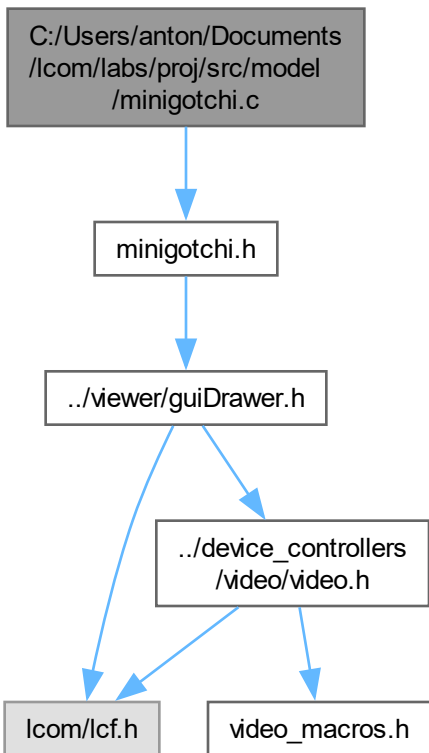 C:/Users/anton/Documents
/lcom/labs/proj/src/model
/minigotchi.c
minigotchi.h
../viewer/guiDrawer.h
../device_controllers
/video/video.h
lcom/lcf.h
video_macros.h